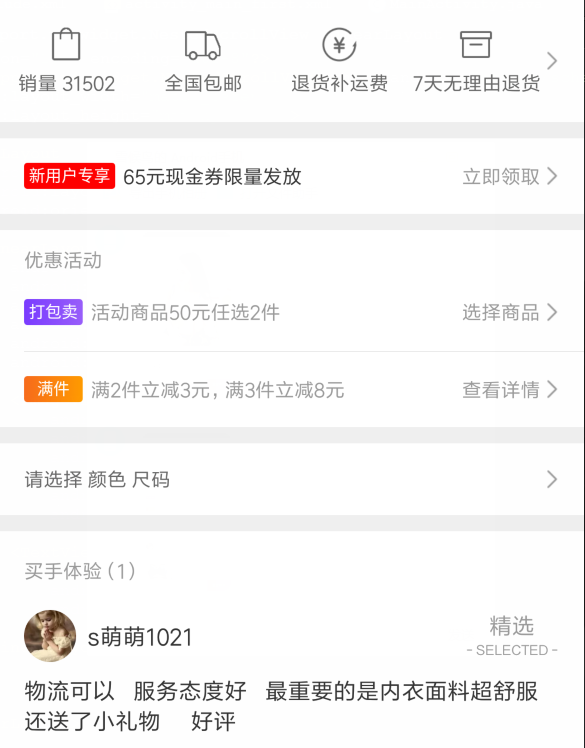 销量 31502 全国包邮 退货补运费 7天无理由退货
新用户专享 65元现金券限量发放 立即领取
优惠活动
打包卖 活动商品50元任选2件 选择商品
满件 满2件立减3元，满3件立减8元 查看详情
请选择 颜色 尺码
买手体验（1）
s萌萌1021 精选
- SELECTED -
物流可以 服务态度好 最重要的是内衣面料超舒服
还送了小礼物 好评